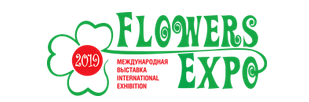 FLOWERS
2019
МЕЖДУНАРОДНАЯ
ВЫСТАВКА
INTERNATIONAL
EXHIBITION
EXPO